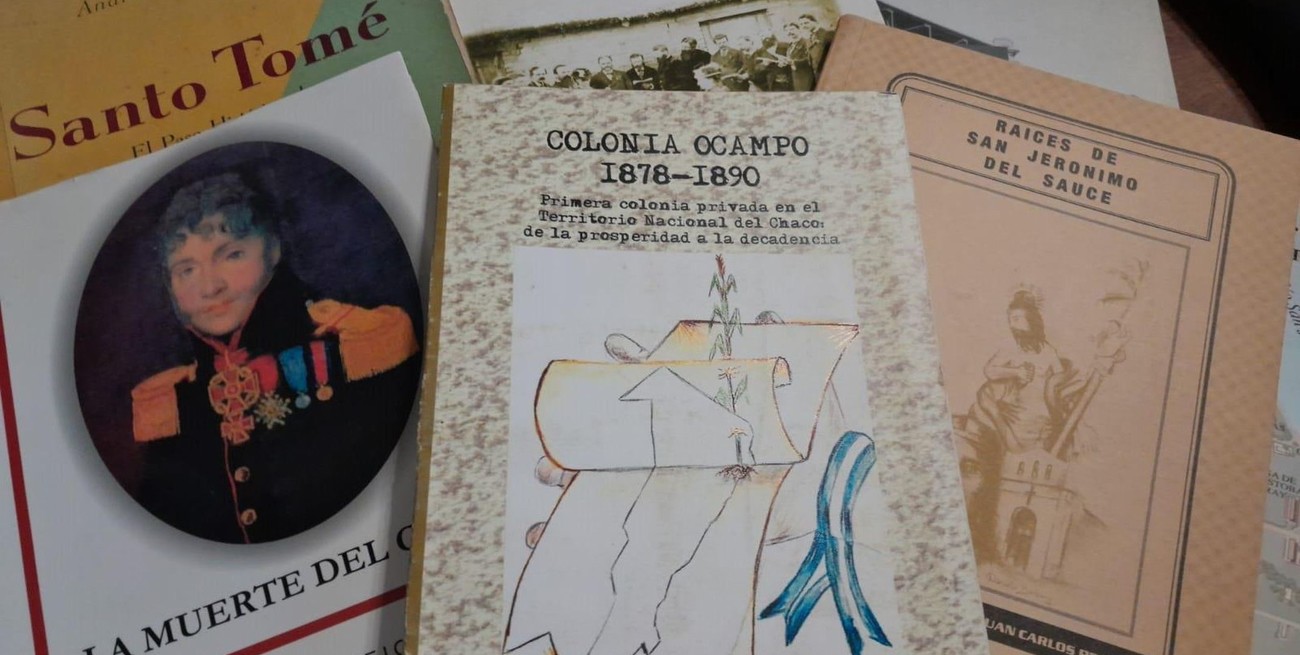 Santo Tomé
El Paso
COLONIA OCAMPO
1878—1890
Primera colonia privada en el
Territorio Nacional del Chaco:
de la prosperidad a la decadencia
RAICES DE
SAN JERONIMO
DEL SAUCE
LA MUERTE DEL
UAN CARLOS